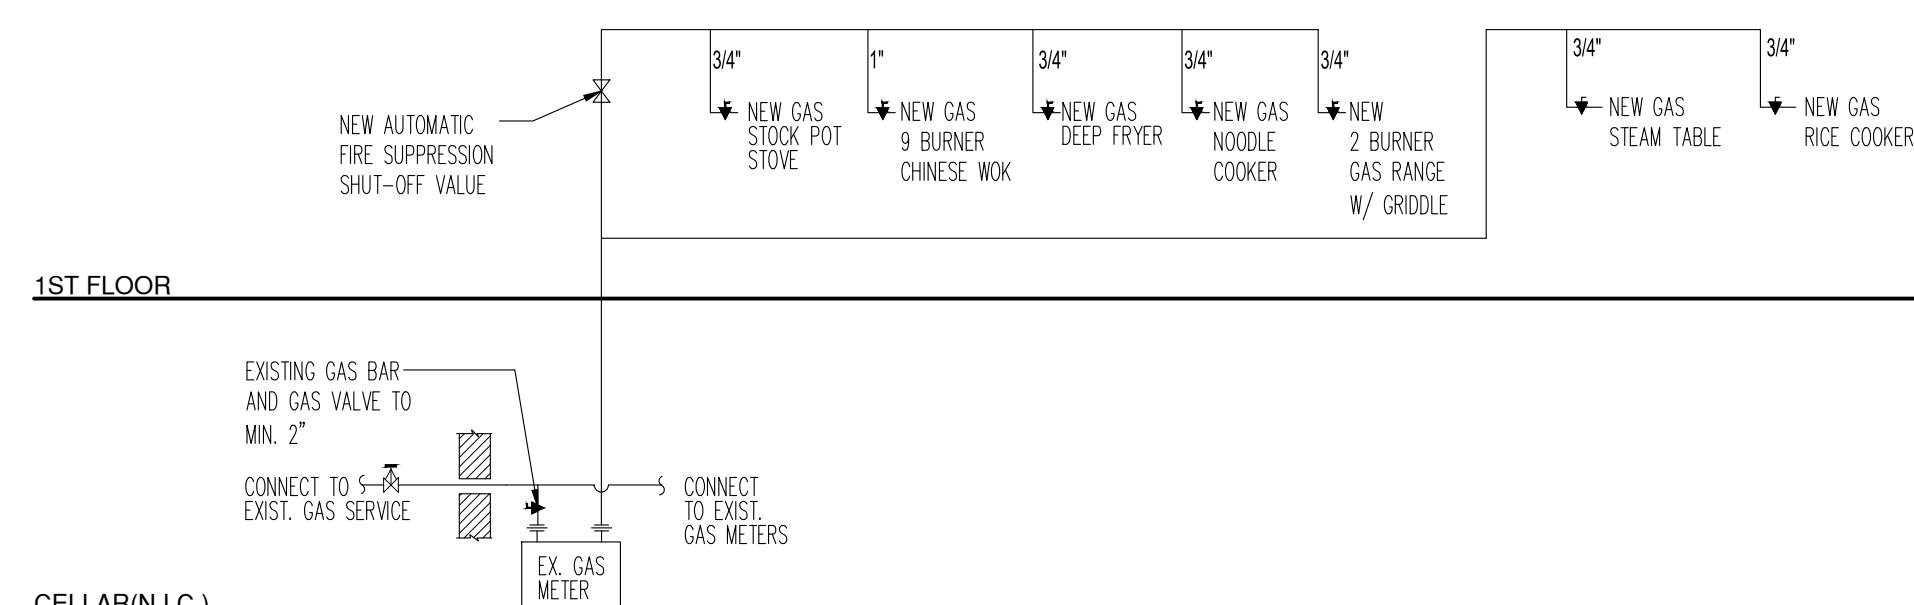 3/4"
1"
3/4"
3/4"
3/4"
3/4"
3/4"
NEW AUTOMATIC
FIRE SUPPRESSION
SHUT-OFF VALUE
NEW GAS
STOCK POT
STOVE
NEW GAS
9 BURNER
CHINESE WOK
NEW GAS
DEEP FRYER
NEW GAS
NOODLE
COOKER
NEW
2 BURNER
GAS RANGE
W/ GRIDDLE
NEW GAS
STEAM TABLE
NEW GAS
RICE COOKER
1ST FLOOR
EXISTING GAS BAR
AND GAS VALVE TO
MIN. 2"
CONNECT TO
EXIST. GAS SERVICE
CONNECT
TO EXIST.
GAS METERS
EX. GAS
METER
CELLAR(N.I.C.)